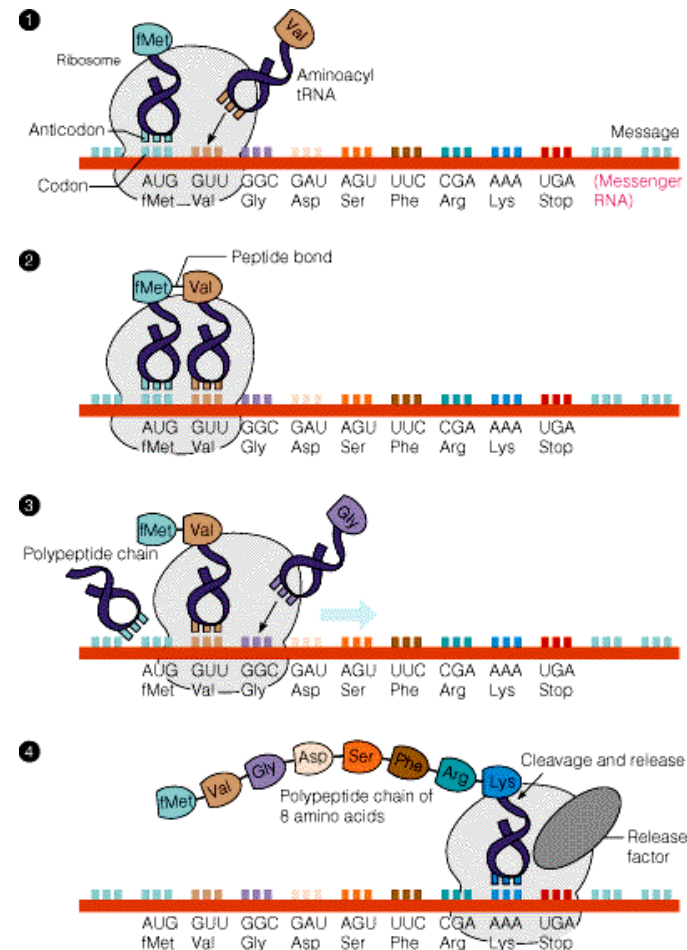 1
fMet
Val
Ribosome
Aminoacyl
tRNA
Anticodon
Message
Codon
AUG GUU GGC GAU AGU UUC CGA AAA UGA (Messenger
fMet Val Gly Asp Ser Phe Arg Lys Stop RNA)
2
Peptide bond
fMet Val
AUG GUU GGC GAU AGU UUC CGA AAA UGA
fMet Val Gly Asp Ser Phe Arg Lys Stop
3
fMet Val Gly
Polypeptide chain
AUG GUU GGC GAU AGU UUC CGA AAA UGA
fMet Val Gly Asp Ser Phe Arg Lys Stop
4
fMet Val Gly Asp Ser Phe Arg Lys
Cleavage and release
Polypeptide chain of
8 amino acids
Release
factor
AUG GUU GGC GAU AGU UUC CGA AAA UGA
fMet Val Gly Asp Ser Phe Arg Lys Stop